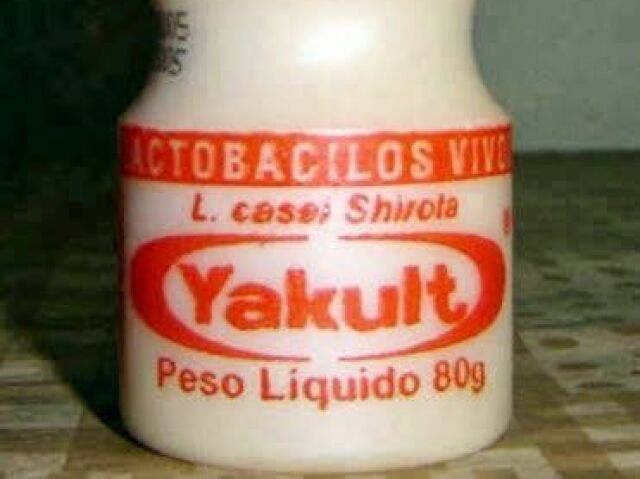 ACTOBACILOS VIVO
L. casei Shirota
Yakult
Peso Líquido 80g